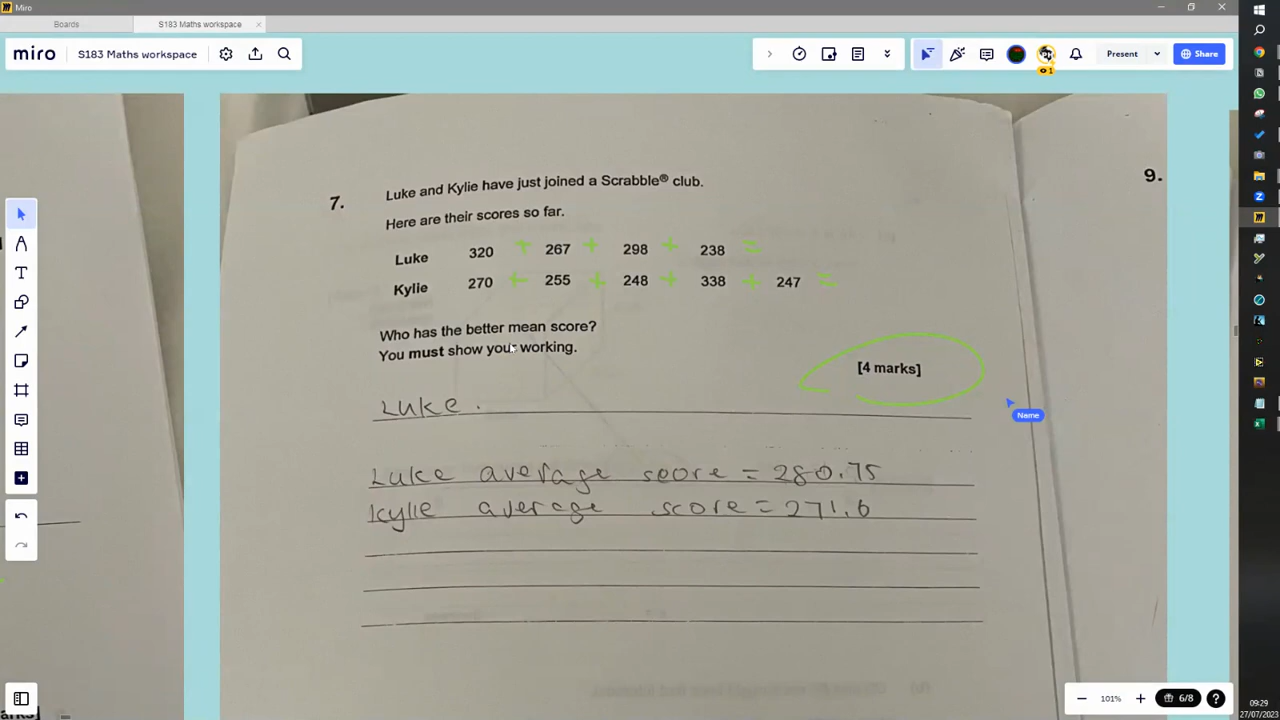 Miro
Boards
S183 Maths workspace
miro
S183 Maths workspace
Present
Share
1
7.
Luke and Kylie have just joined a Scrabble® club.
9.
Here are their scores so far.
Luke 320 + 267 + 298 + 238 =
Kylie 270 + 255 + 248 + 338 + 247 =
Who has the better mean score?
You must show your working.
[4 marks]
Name
Luke.
Luke average score = 280.75
Kylie average score = 271.6
101%
6/8
09:29
27/07/2023